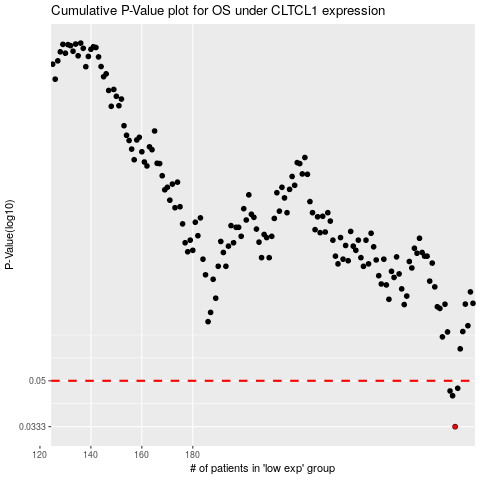 Cumulative P-Value plot for OS under CLTCL1 expression
P-Value(log10)
0.05
0.0333
120 140 160 180
# of patients in 'low exp' group